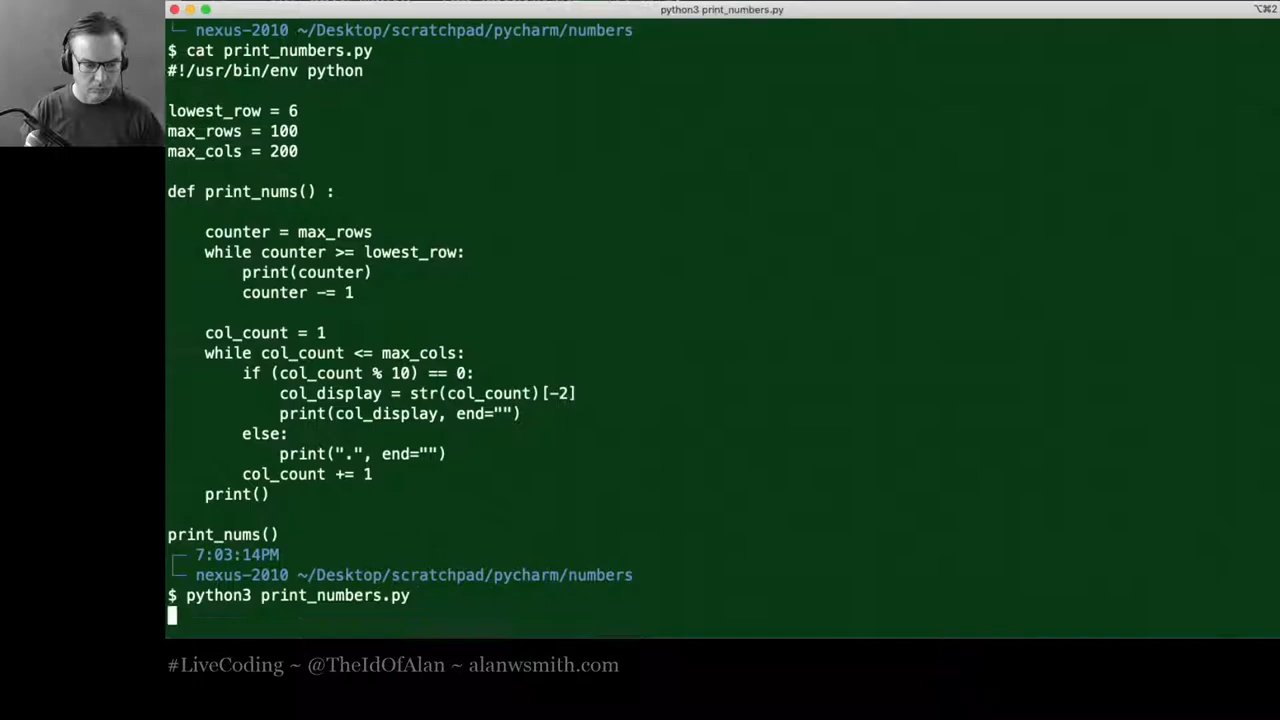 python3 print_numbers.py
⌥⌘2
nexus-2010 ~/Desktop/scratchpad/pycharm/numbers
$ cat print_numbers.py
#!/usr/bin/env python
lowest_row = 6
max_rows = 100
max_cols = 200
def print_nums() :
counter = max_rows
while counter >= lowest_row:
print(counter)
counter -= 1
col_count = 1
while col_count <= max_cols:
if (col_count % 10) == 0:
col_display = str(col_count)[-2]
print(col_display, end="")
else:
print(".", end="")
col_count += 1
print()
print_nums()
7:03:14PM
nexus-2010 ~/Desktop/scratchpad/pycharm/numbers
$ python3 print_numbers.py
#LiveCoding ~ @TheIdOfAlan ~ alanwsmith.com